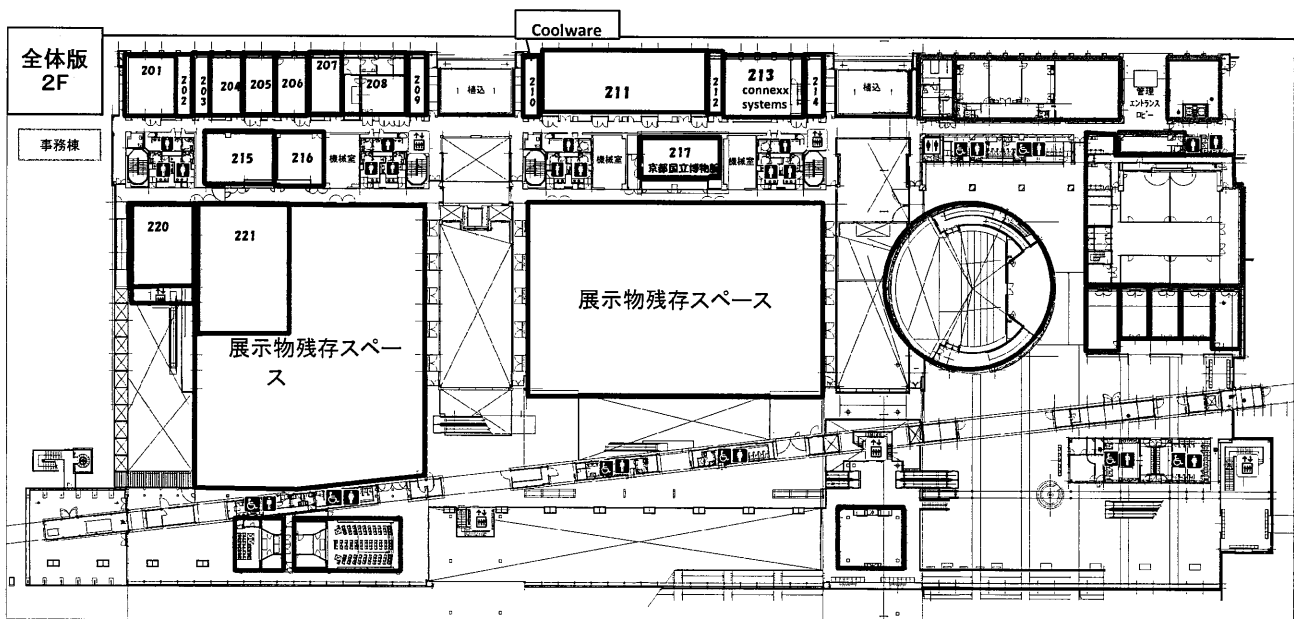 Coolware
全体版
2F
事務棟
201
202
203
204
205
206
207
208
209
植込
210
211
212
213
connexx
systems
214
植込
管理
エントランス
ロビー
215
216
機械室
機械室
217
京都国立博物館
機械室
220
221
展示物残存スペー
ス
展示物残存スペース